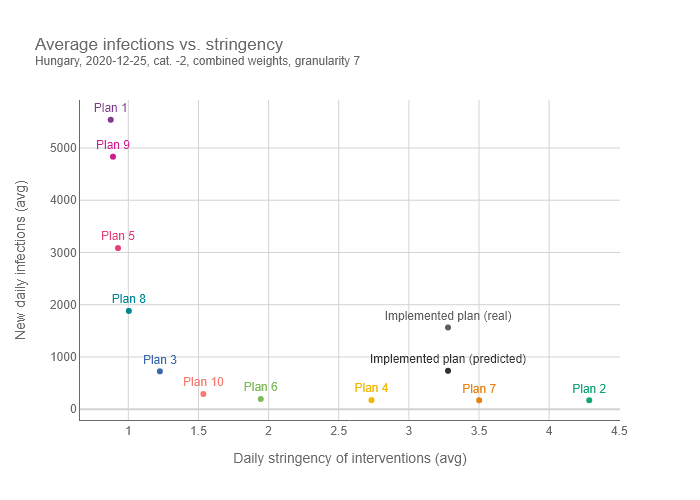 Average infections vs. stringency
Hungary, 2020-12-25, cat. -2, combined weights, granularity 7
Plan 1
Plan 9
5000
4000
Plan 5
3000
Plan 8
2000
Implemented plan (real)
Plan 3
Implemented plan (predicted)
1000
Plan 10
Plan 6
Plan 4
Plan 7
Plan 2
0
1
1.5
2
2.5
3
3.5
4
4.5
New daily infections (avg)
Daily stringency of interventions (avg)